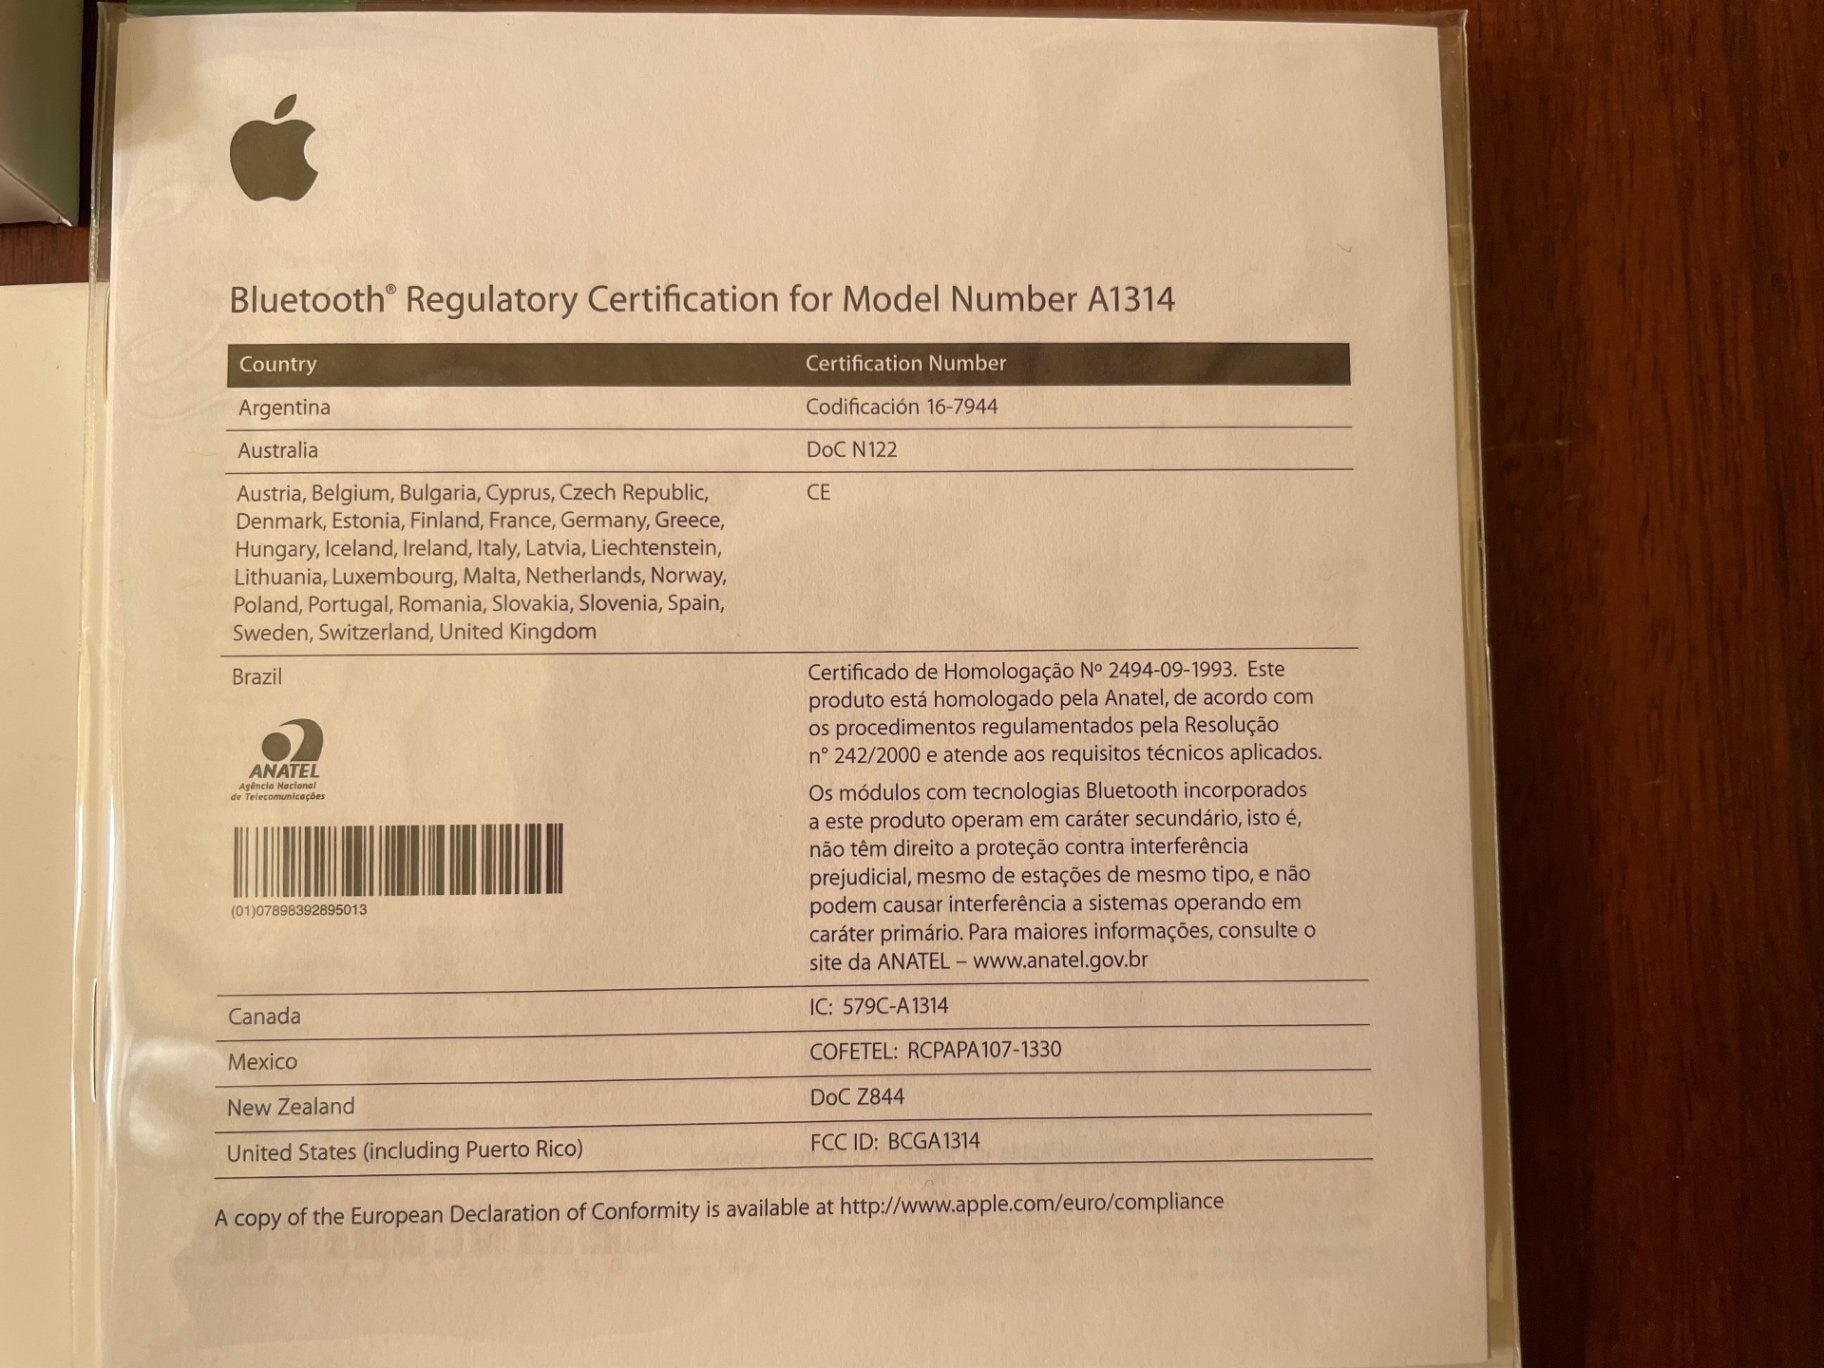 Bluetooth® Regulatory Certification for Model Number A1314
Country Certification Number
Argentina Codificación 16-7944
Australia DoC N122
Austria, Belgium, Bulgaria, Cyprus, Czech Republic, CE
Denmark, Estonia, Finland, France, Germany, Greece,
Hungary, Iceland, Ireland, Italy, Latvia, Liechtenstein,
Lithuania, Luxembourg, Malta, Netherlands, Norway,
Poland, Portugal, Romania, Slovakia, Slovenia, Spain,
Sweden, Switzerland, United Kingdom
Brazil
ANATEL
Agência Nacional
de Telecomunicações
(01)07898392895013
Certificado de Homologação Nº 2494-09-1993. Este
produto está homologado pela Anatel, de acordo com
os procedimentos regulamentados pela Resolução
n° 242/2000 e atende aos requisitos técnicos aplicados.
Os módulos com tecnologias Bluetooth incorporados
a este produto operam em caráter secundário, isto é,
não têm direito a proteção contra interferência
prejudicial, mesmo de estações de mesmo tipo, e não
podem causar interferência a sistemas operando em
caráter primário. Para maiores informações, consulte o
site da ANATEL – www.anatel.gov.br
Canada IC: 579C-A1314
Mexico COFETEL: RCPAPA107-1330
New Zealand DoC Z844
United States (including Puerto Rico) FCC ID: BCGA1314
A copy of the European Declaration of Conformity is available at http://www.apple.com/euro/compliance